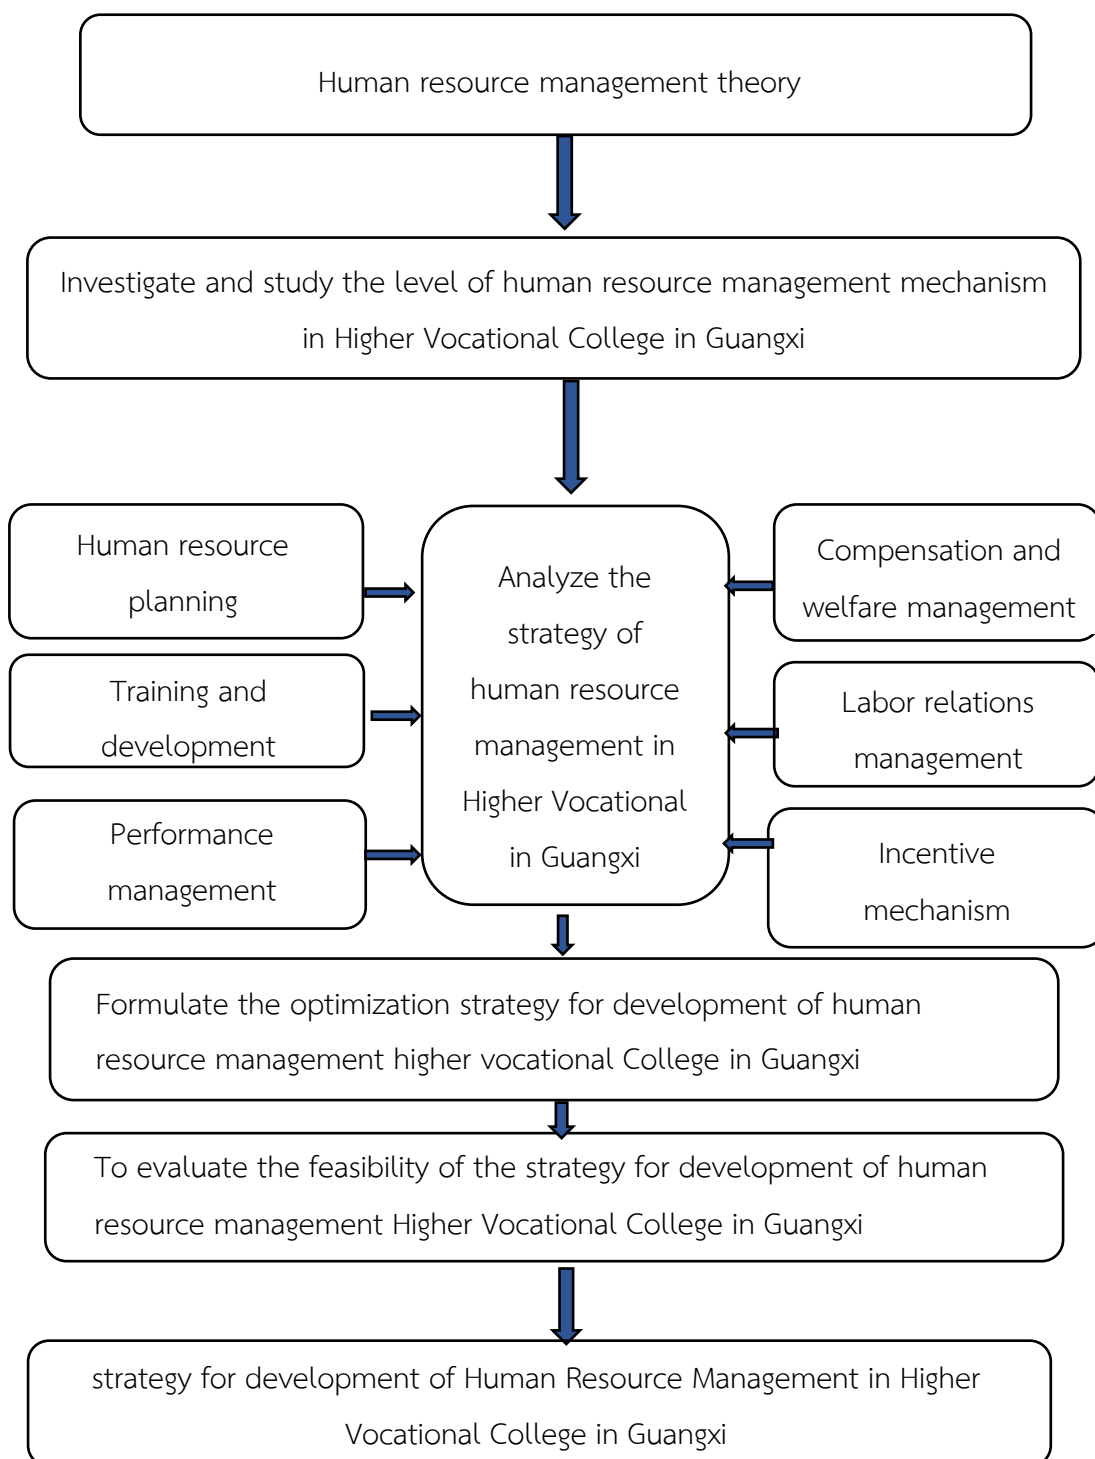 Human resource management theory
Investigate and study the level of human resource management mechanism
in Higher Vocational College in Guangxi
Human resource
planning
Training and
development
Performance
management
Analyze the
strategy of
human resource
management in
Higher Vocational
in Guangxi
Compensation and
welfare management
Labor relations
management
Incentive
mechanism
Formulate the optimization strategy for development of human
resource management higher vocational College in Guangxi
To evaluate the feasibility of the strategy for development of human
resource management Higher Vocational College in Guangxi
strategy for development of Human Resource Management in Higher
Vocational College in Guangxi